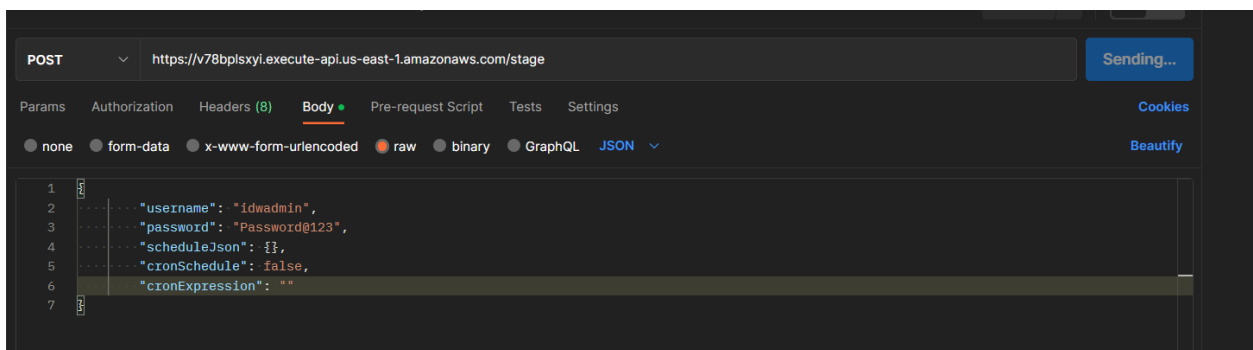 POST https://v78bplsxyi.execute-api.us-east-1.amazonaws.com/stage Sending...
Params Authorization Headers (8) Body Pre-request Script Tests Settings Cookies
none form-data x-www-form-urlencoded raw binary GraphQL JSON Beautify
1 {
2 "username": "idwadmin",
3 "password": "Password@123",
4 "scheduleJson": {},
5 "cronSchedule": false,
6 "cronExpression": ""
7 }